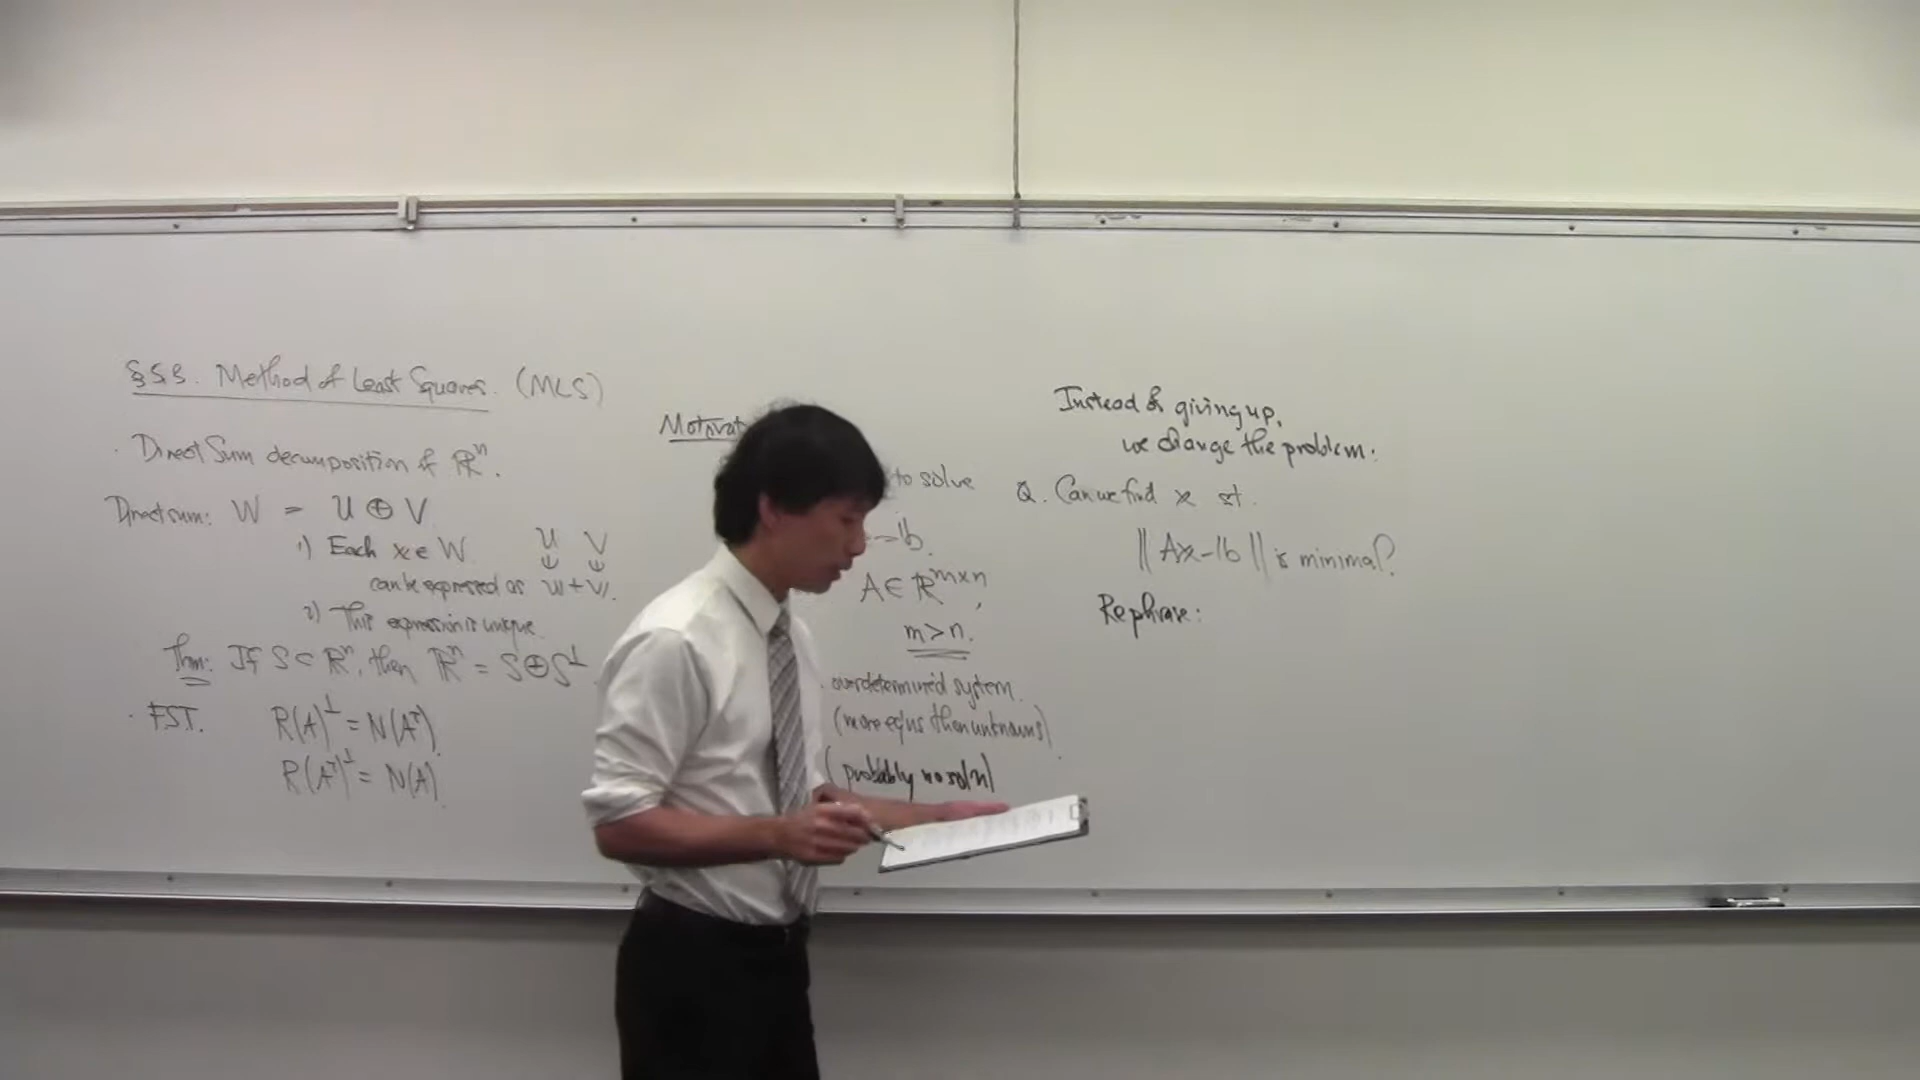 §5.3. Method of Least Squares. (MLS)
· Direct Sum decomposition of ℝⁿ.
Direct sum: W = U ⊕ V
1) Each x ∈ W U V
can be expressed as u + v.
2) This expression is unique.
Thm: If S ⊂ ℝⁿ, then ℝⁿ = S ⊕ S^⊥.
· FST. R(A)^⊥ = N(Aᵀ).
R(Aᵀ)^⊥ = N(A).
Motivat
to solve
= b.
A ∈ ℝ^{m×n},
m > n.
overdetermined system.
(more eqns then unknowns).
(probably no soln)
Instead of giving up,
we change the problem.
Q. Can we find x st.
‖Ax - b‖ is minimal?
Rephrase: